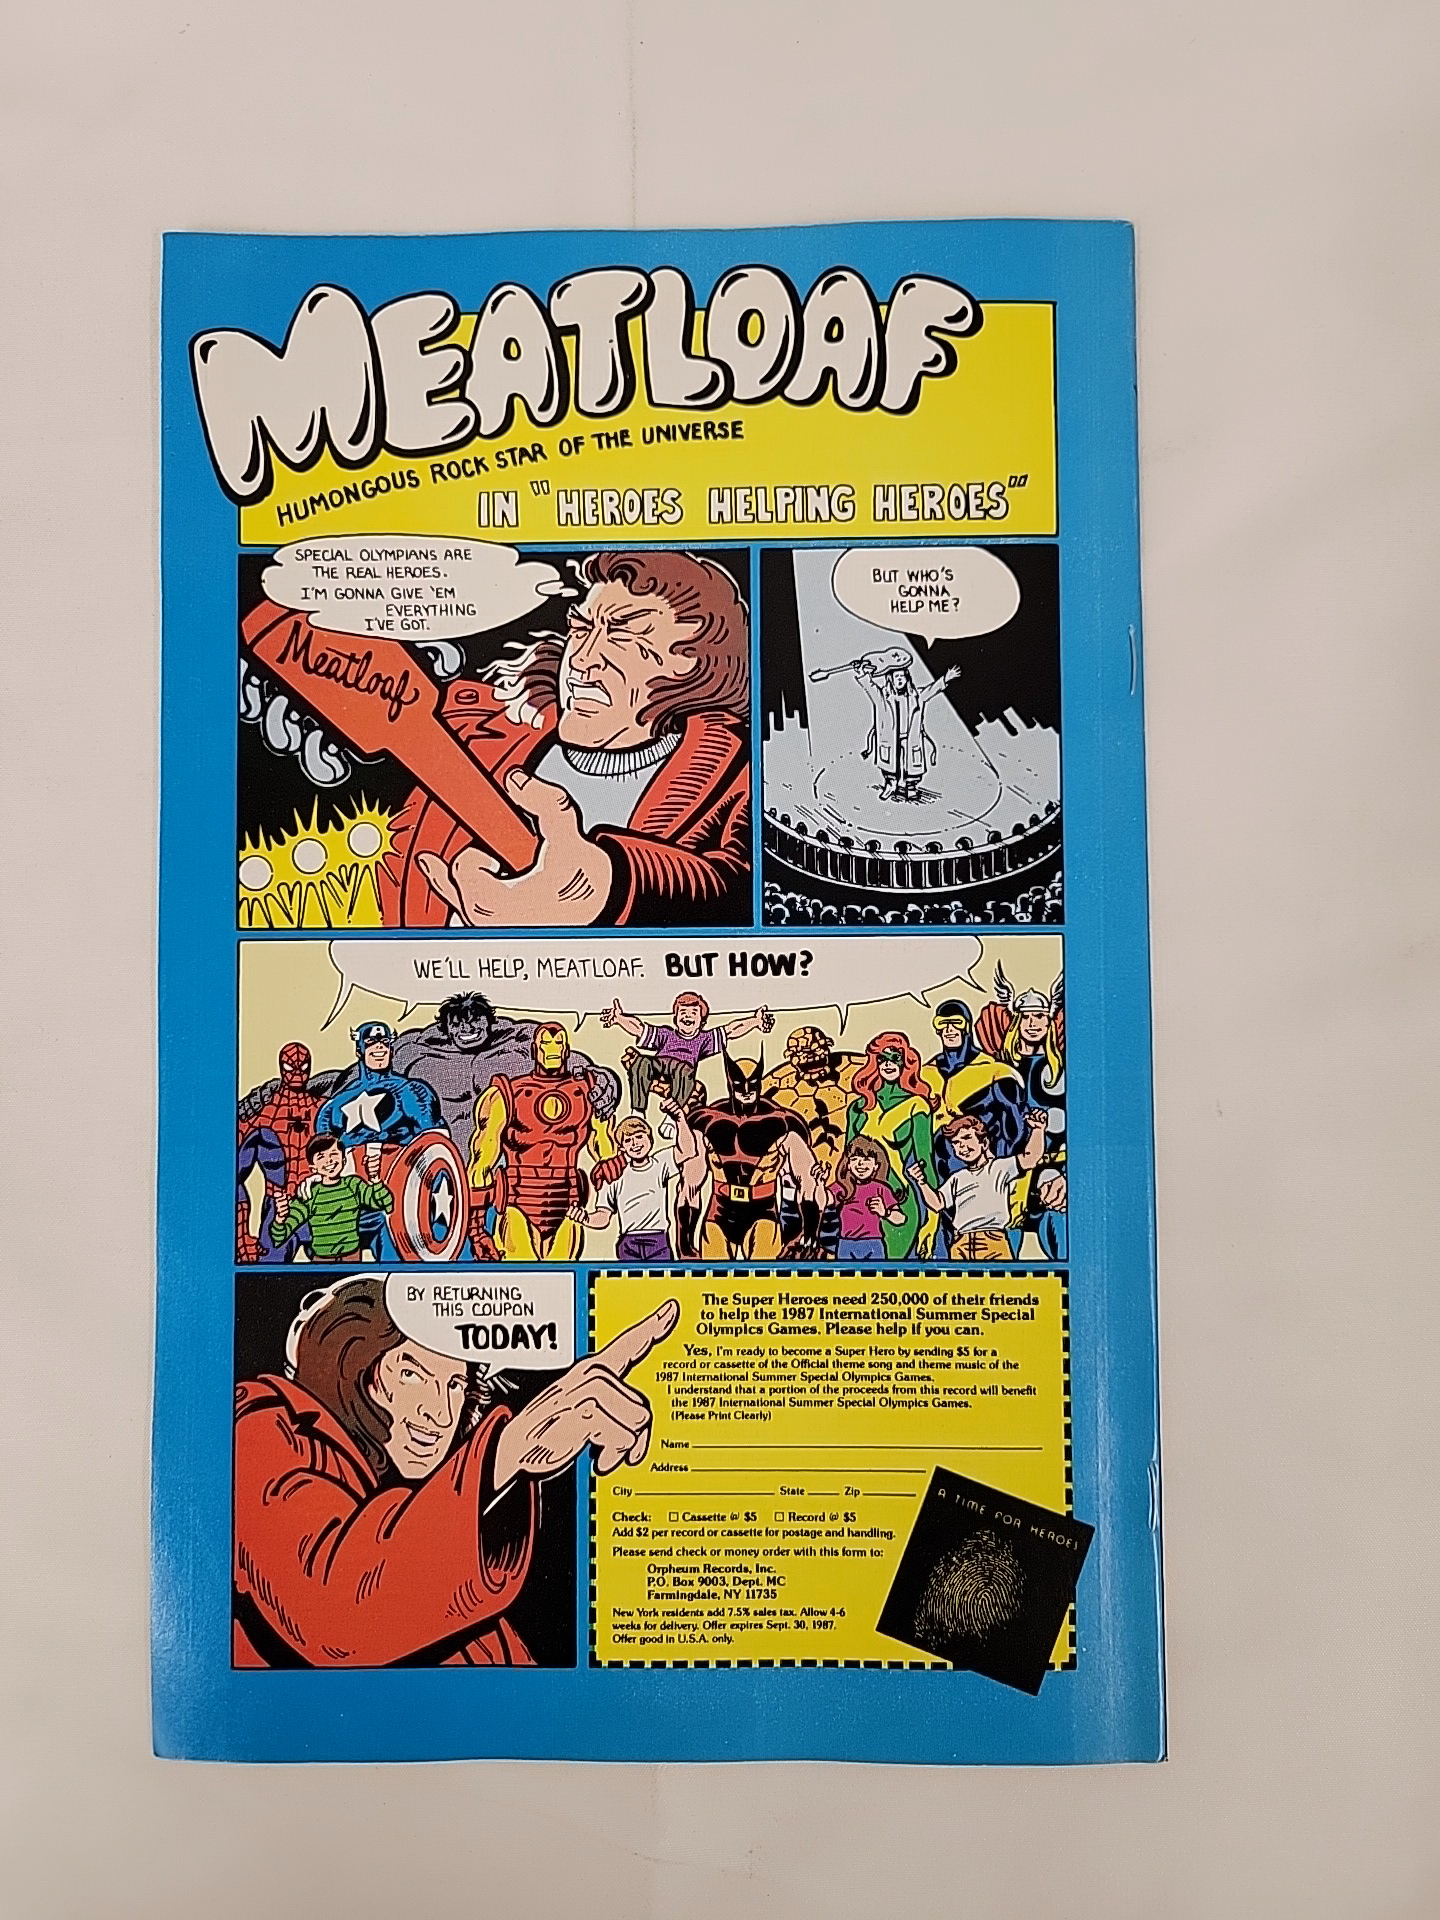 MEATLOAF
HUMONGOUS ROCK STAR OF THE UNIVERSE
IN "HEROES HELPING HEROES"
SPECIAL OLYMPIANS ARE
THE REAL HEROES.
I'M GONNA GIVE 'EM
EVERYTHING
I'VE GOT.
Meatloaf
BUT WHO'S
GONNA
HELP ME?
WE'LL HELP, MEATLOAF. BUT HOW?
BY RETURNING
THIS COUPON
TODAY!
The Super Heroes need 250,000 of their friends
to help the 1987 International Summer Special
Olympics Games. Please help if you can.
Yes, I'm ready to become a Super Hero by sending $5 for a
record or cassette of the Official theme song and theme music of the
1987 International Summer Special Olympics Games.
I understand that a portion of the proceeds from this record will benefit
the 1987 International Summer Special Olympics Games.
(Please Print Clearly)
Name
Address
City State Zip
Check: □ Cassette @ $5 □ Record @ $5
Add $2 per record or cassette for postage and handling.
Please send check or money order with this form to:
Orpheum Records, Inc.
P.O. Box 9003, Dept. MC
Farmingdale, NY 11735
New York residents add 7.5% sales tax. Allow 4-6
weeks for delivery. Offer expires Sept. 30, 1987.
Offer good in U.S.A. only.
A TIME FOR HEROES